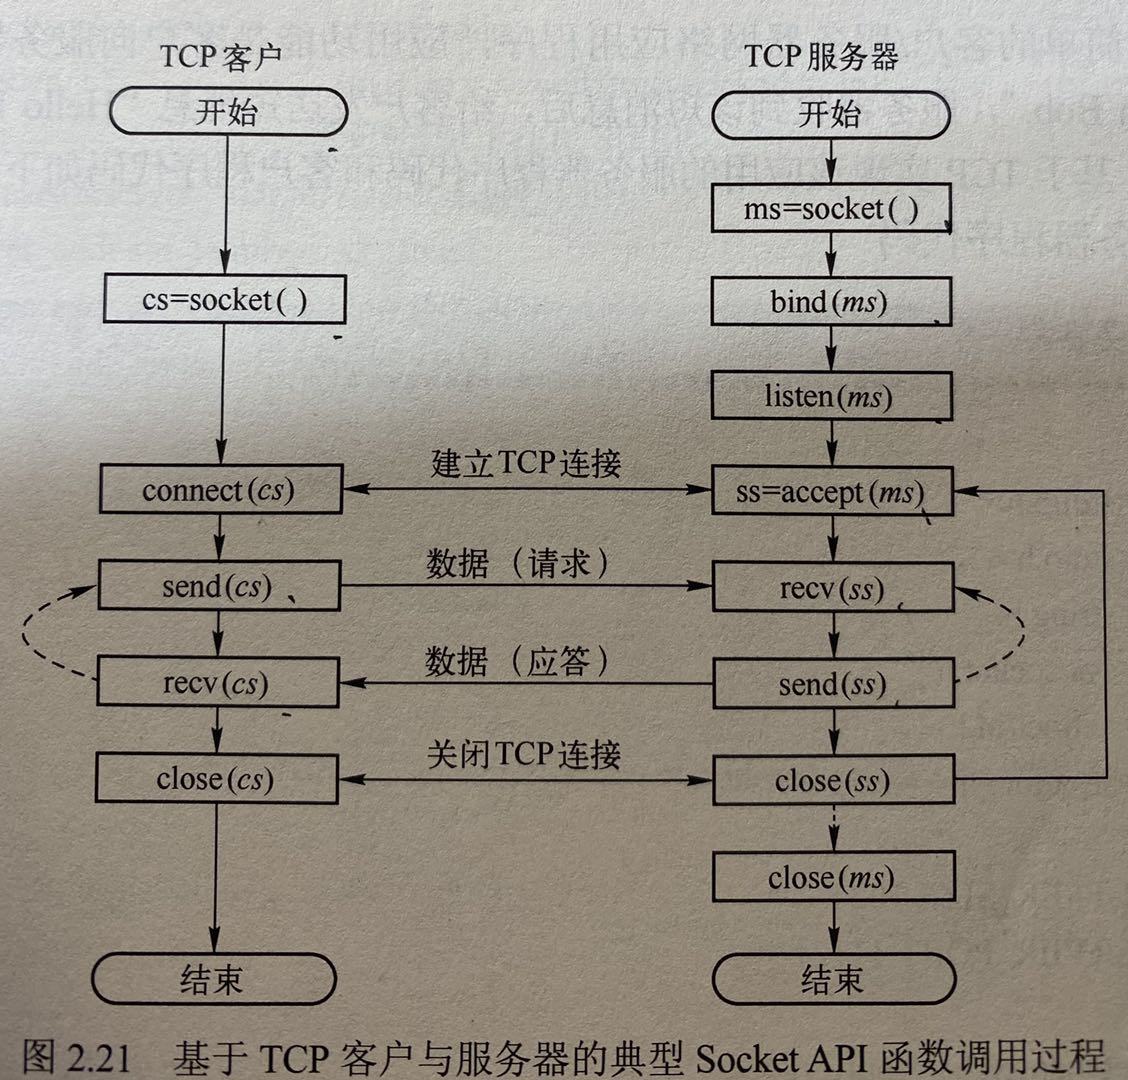 TCP客户
TCP服务器
开始
开始
ms=socket( )
cs=socket( )
bind(ms)
listen(ms)
建立TCP连接
connect(cs)
ss=accept(ms)
数据（请求）
send(cs)
recv(ss)
数据（应答）
recv(cs)
send(ss)
关闭TCP连接
close(cs)
close(ss)
close(ms)
结束
结束
图 2.21 基于 TCP 客户与服务器的典型 Socket API 函数调用过程